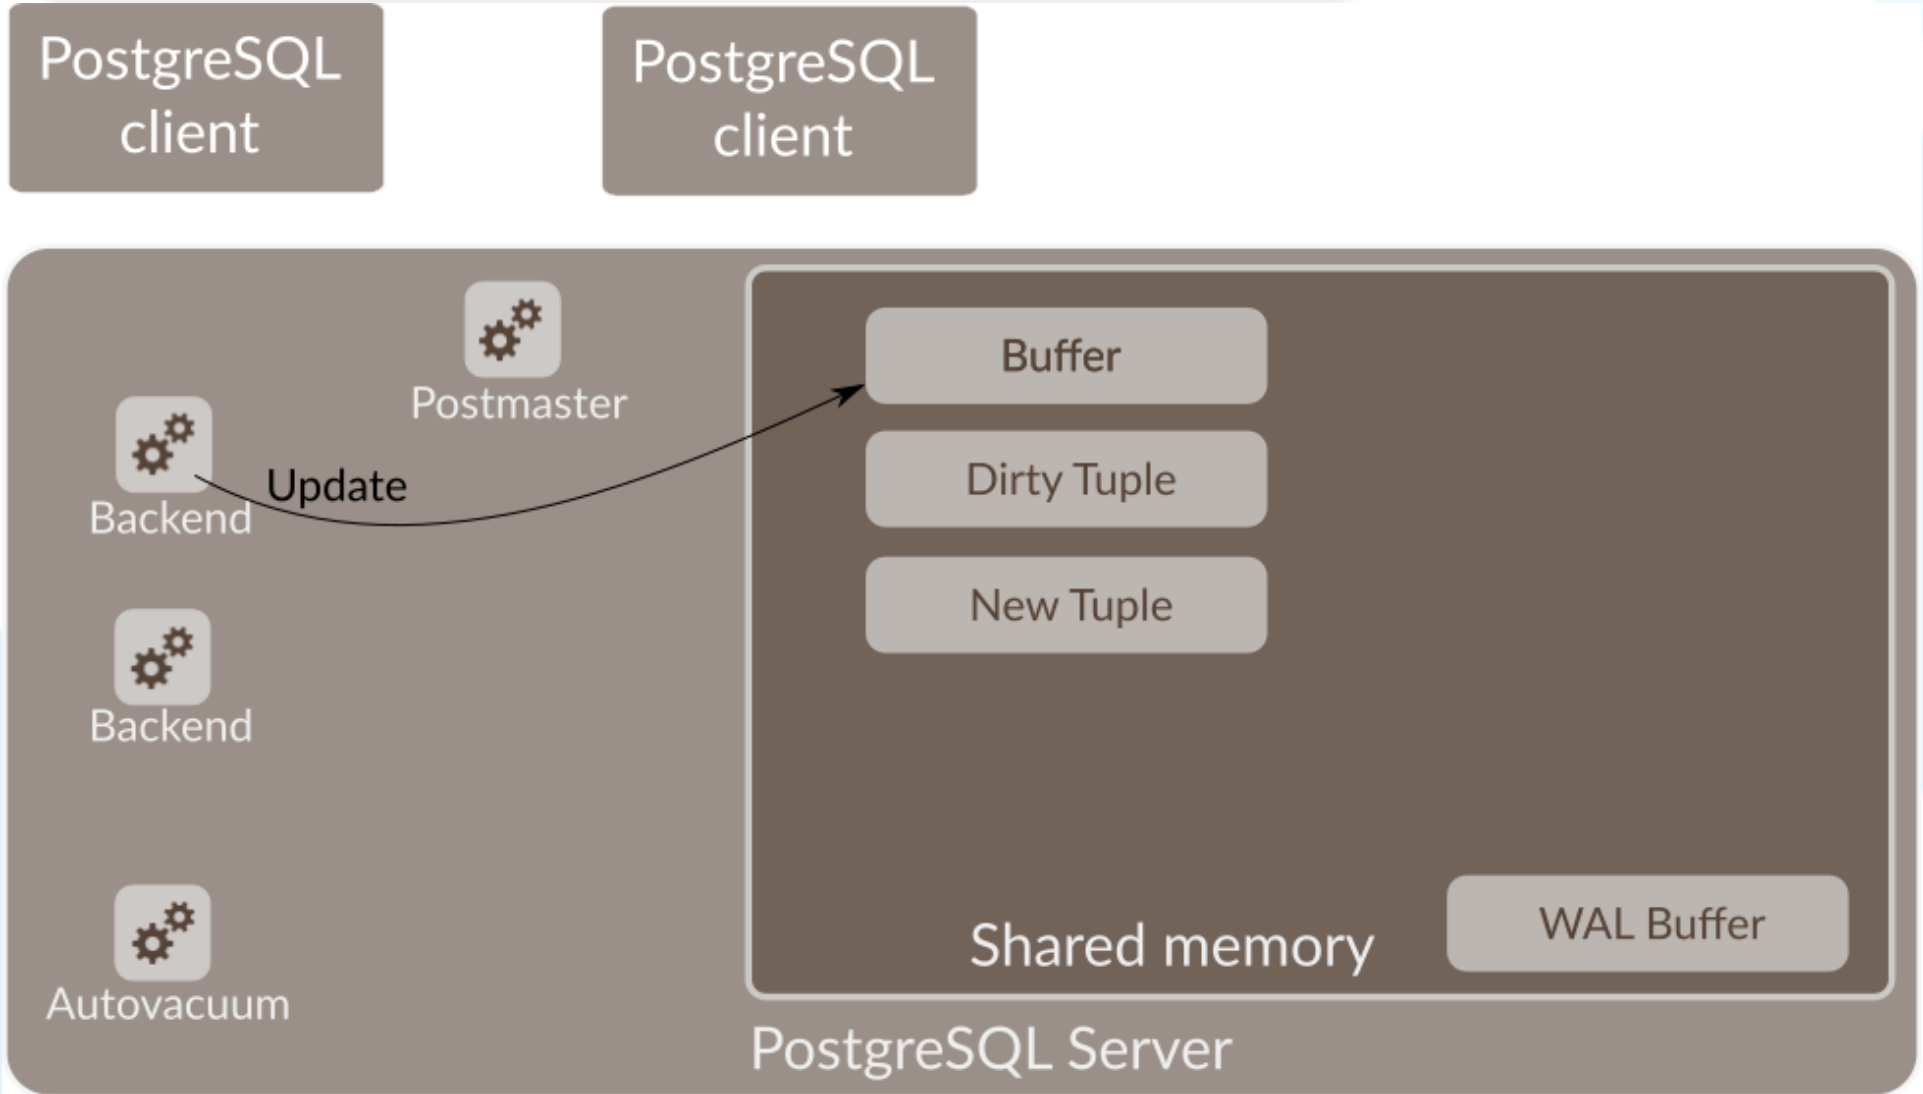 PostgreSQL
client
PostgreSQL
client
Postmaster
Backend
Update
Backend
Autovacuum
Buffer
Dirty Tuple
New Tuple
Shared memory
WAL Buffer
PostgreSQL Server